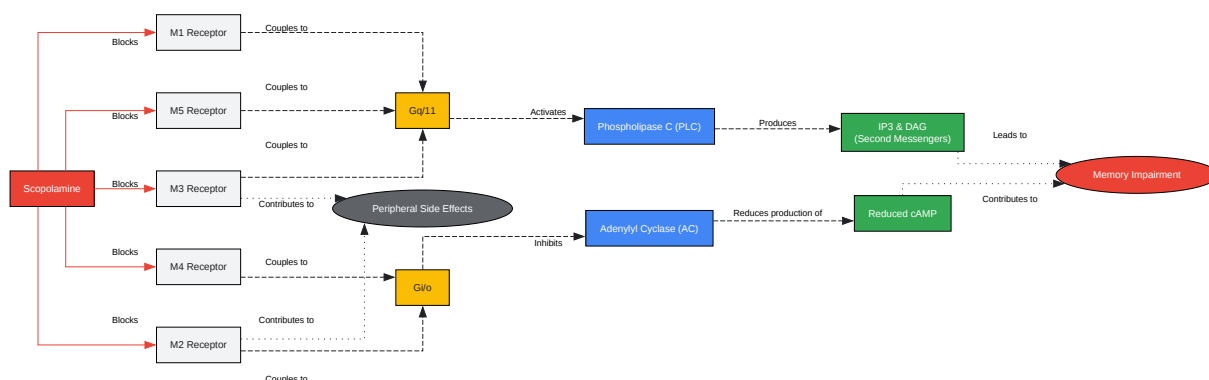 Couples to
M1 Receptor
Blocks
Couples to
M5 Receptor
Gq/11
Activates
Blocks
Phospholipase C (PLC)
Produces
IP3 & DAG
(Second Messengers)
Leads to
Couples to
Memory Impairment
Scopolamine
Blocks
M3 Receptor
Contributes to
Peripheral Side Effects
Contributes to
Reduces production of
Reduced cAMP
Adenylyl Cyclase (AC)
Inhibits
Blocks
Couples to
M4 Receptor
Gi/o
Blocks
Contributes to
M2 Receptor
Couples to